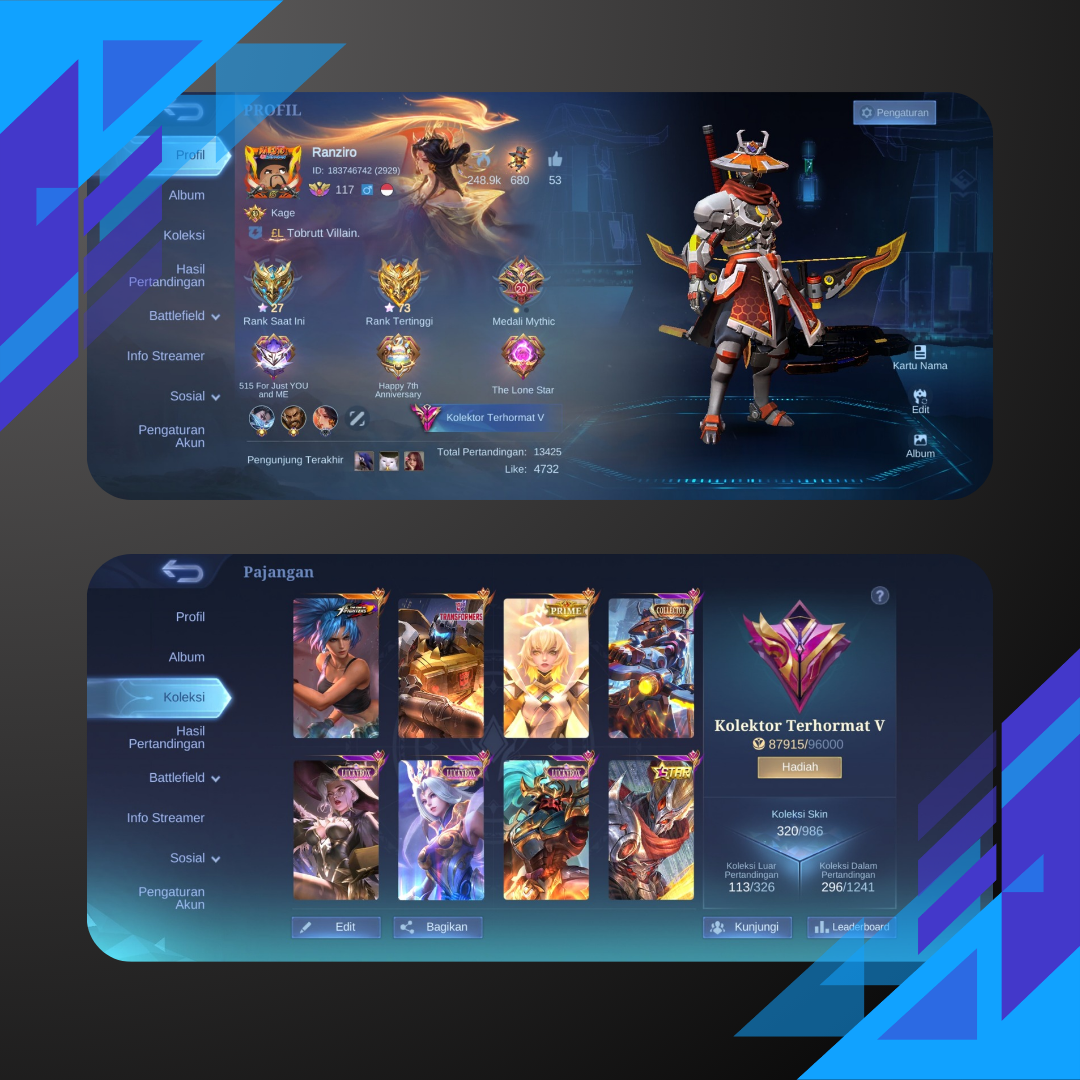 PROFIL
Pengaturan
Profil
Album
Koleksi
Hasil
Pertandingan
Battlefield
Info Streamer
Sosial
Pengaturan
Akun
Ranziro
ID: 183746742 (2929)
117
Kage
£L Tobrutt Villain.
248.9k
680
53
27
Rank Saat Ini
73
Rank Tertinggi
20
Medali Mythic
515 For Just YOU
and ME
Happy 7th
Anniversary
The Lone Star
Kolektor Terhormat V
Pengunjung Terakhir
Total Pertandingan: 13425
Like: 4732
Kartu Nama
Edit
Album
Pajangan
?
Profil
Album
Koleksi
Hasil
Pertandingan
Battlefield
Info Streamer
Sosial
Pengaturan
Akun
TRANSFORMERS
PRIME
COLLECTOR
LUCKYBOX
LUCKYBOX
LUCKYBOX
STAR
Edit
Bagikan
Kolektor Terhormat V
87915/96000
Hadiah
Koleksi Skin
320/986
Koleksi Luar
Pertandingan
113/326
Koleksi Dalam
Pertandingan
296/1241
Kunjungi
Leaderboard